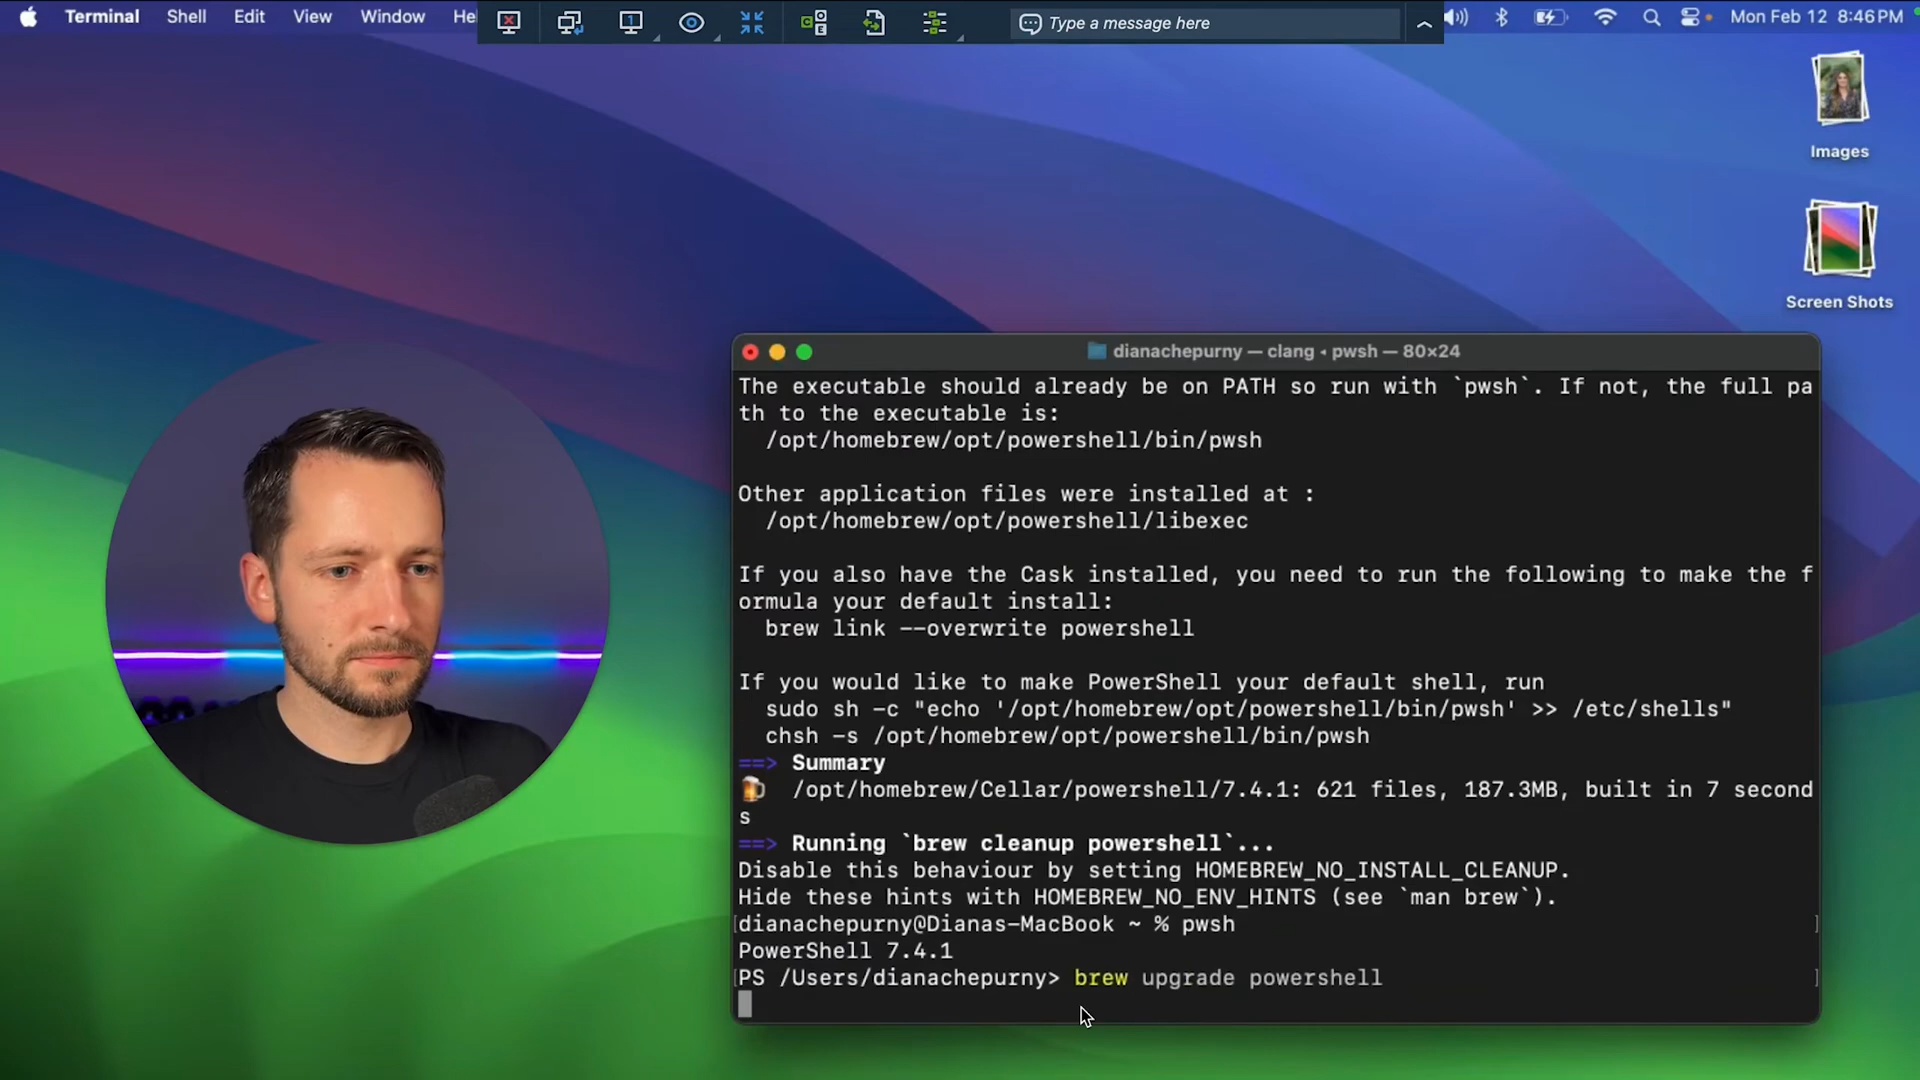 Terminal Shell Edit View Window He
Type a message here
Mon Feb 12 8:46 PM
Images
Screen Shots
dianachepurny — clang ◂ pwsh — 80×24
The executable should already be on PATH so run with `pwsh`. If not, the full pa
th to the executable is:
/opt/homebrew/opt/powershell/bin/pwsh
Other application files were installed at :
/opt/homebrew/opt/powershell/libexec
If you also have the Cask installed, you need to run the following to make the f
ormula your default install:
brew link --overwrite powershell
If you would like to make PowerShell your default shell, run
sudo sh -c "echo '/opt/homebrew/opt/powershell/bin/pwsh' >> /etc/shells"
chsh -s /opt/homebrew/opt/powershell/bin/pwsh
==> Summary
🍺 /opt/homebrew/Cellar/powershell/7.4.1: 621 files, 187.3MB, built in 7 second
s
==> Running `brew cleanup powershell`...
Disable this behaviour by setting HOMEBREW_NO_INSTALL_CLEANUP.
Hide these hints with HOMEBREW_NO_ENV_HINTS (see `man brew`).
[dianachepurny@Dianas-MacBook ~ % pwsh ]
PowerShell 7.4.1
[PS /Users/dianachepurny> brew upgrade powershell ]